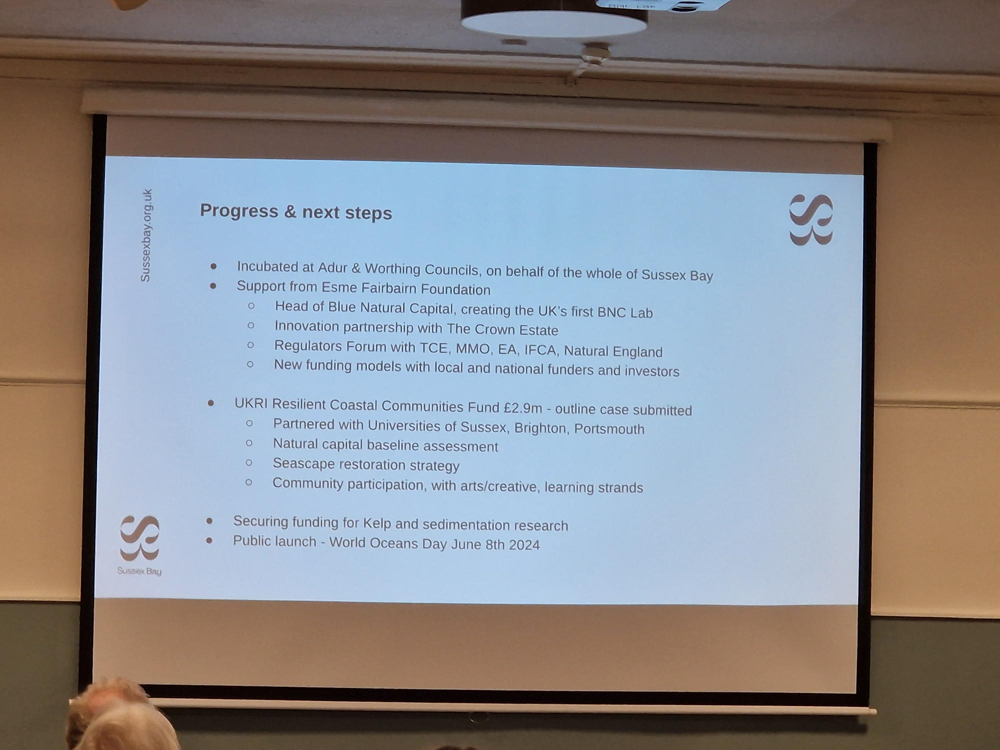 Sussexbay.org.uk
Progress & next steps
● Incubated at Adur & Worthing Councils, on behalf of the whole of Sussex Bay
● Support from Esme Fairbairn Foundation
○ Head of Blue Natural Capital, creating the UK's first BNC Lab
○ Innovation partnership with The Crown Estate
○ Regulators Forum with TCE, MMO, EA, IFCA, Natural England
○ New funding models with local and national funders and investors
● UKRI Resilient Coastal Communities Fund £2.9m - outline case submitted
○ Partnered with Universities of Sussex, Brighton, Portsmouth
○ Natural capital baseline assessment
○ Seascape restoration strategy
○ Community participation, with arts/creative, learning strands
● Securing funding for Kelp and sedimentation research
● Public launch - World Oceans Day June 8th 2024
Sussex Bay